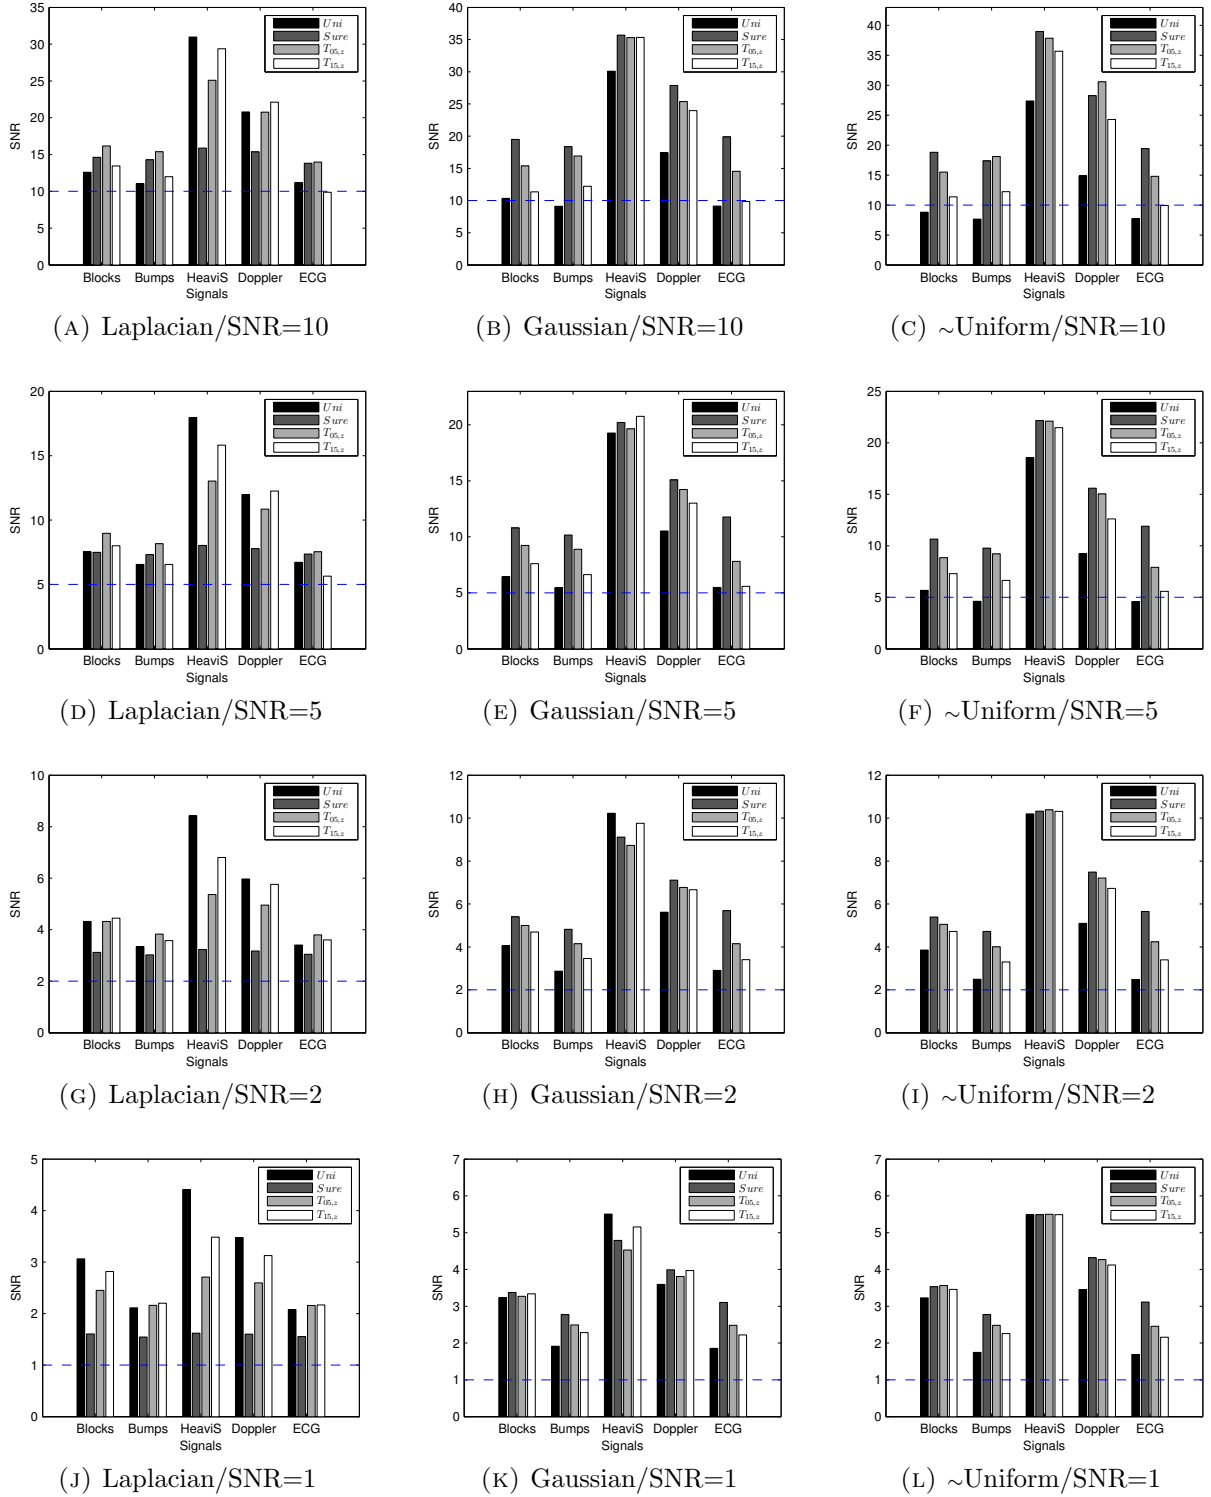 35
30
25
20
15
10
5
0
SNR
Uni
Sure
T05,z
T15,z
Blocks Bumps HeaviS Doppler ECG
Signals
(A) Laplacian/SNR=10
40
35
30
25
20
15
10
5
0
SNR
Uni
Sure
T05,z
T15,z
Blocks Bumps HeaviS Doppler ECG
Signals
(B) Gaussian/SNR=10
40
35
30
25
20
15
10
5
0
SNR
Uni
Sure
T05,z
T15,z
Blocks Bumps HeaviS Doppler ECG
Signals
(C) ~Uniform/SNR=10
20
15
10
5
0
SNR
Uni
Sure
T05,z
T15,z
Blocks Bumps HeaviS Doppler ECG
Signals
(D) Laplacian/SNR=5
20
15
10
5
0
SNR
Uni
Sure
T05,z
T15,z
Blocks Bumps HeaviS Doppler ECG
Signals
(E) Gaussian/SNR=5
25
20
15
10
5
0
SNR
Uni
Sure
T05,z
T15,z
Blocks Bumps HeaviS Doppler ECG
Signals
(F) ~Uniform/SNR=5
10
8
6
4
2
0
SNR
Uni
Sure
T05,z
T15,z
Blocks Bumps HeaviS Doppler ECG
Signals
(G) Laplacian/SNR=2
12
10
8
6
4
2
0
SNR
Uni
Sure
T05,z
T15,z
Blocks Bumps HeaviS Doppler ECG
Signals
(H) Gaussian/SNR=2
12
10
8
6
4
2
0
SNR
Uni
Sure
T05,z
T15,z
Blocks Bumps HeaviS Doppler ECG
Signals
(I) ~Uniform/SNR=2
5
4
3
2
1
0
SNR
Uni
Sure
T05,z
T15,z
Blocks Bumps HeaviS Doppler ECG
Signals
(J) Laplacian/SNR=1
7
6
5
4
3
2
1
0
SNR
Uni
Sure
T05,z
T15,z
Blocks Bumps HeaviS Doppler ECG
Signals
(K) Gaussian/SNR=1
7
6
5
4
3
2
1
0
SNR
Uni
Sure
T05,z
T15,z
Blocks Bumps HeaviS Doppler ECG
Signals
(L) ~Uniform/SNR=1